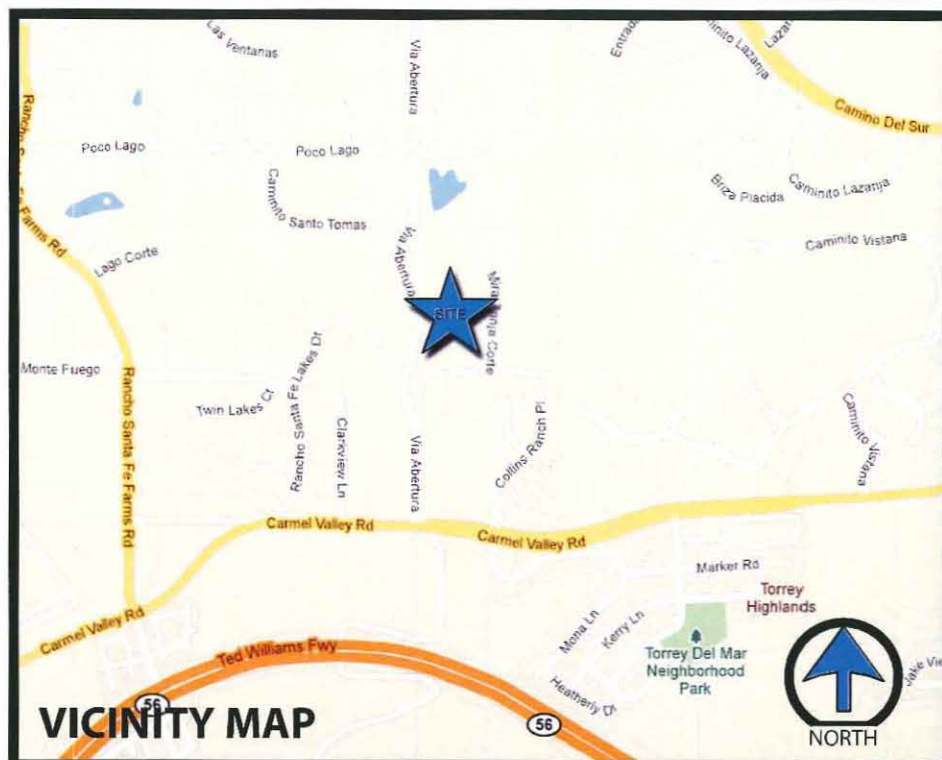 Las Ventanas
Via Abertura
Entrada
Caminito Lazanja
Camino Del Sur
Poco Lago
Poco Lago
Caminito Santo Tomas
Briza Placida
Caminito Lazanja
Caminito Vistana
Rancho Santa Fe Farms Rd
Lago Corte
Via Abertura
SITE
Corte
Monte Fuego
Rancho Santa Fe Farms Rd
Twin Lakes Ct
Rancho Santa Fe Lakes Dr
Clarkview Ln
Via Abertura
Collins Ranch Pl
Caminito Vistana
Carmel Valley Rd
Carmel Valley Rd
Marker Rd
Torrey
Highlands
Carmel Valley Rd
Mona Ln
Kerry Ln
Torrey Del Mar
Neighborhood
Park
Ted Williams Fwy
Heatherly
56
56
VICINITY MAP
NORTH